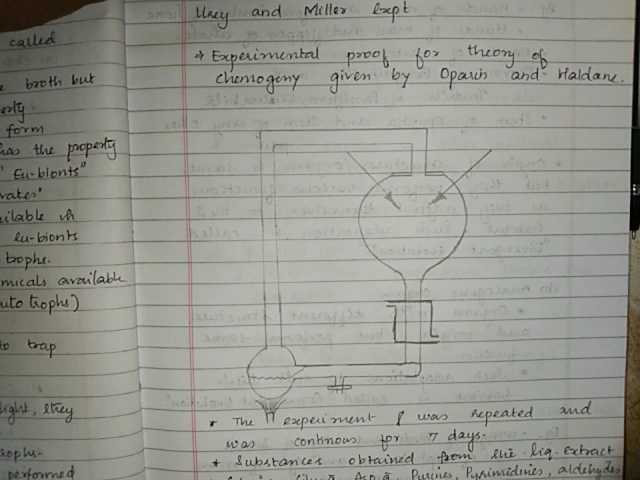 called
broth but
erty
form
has the property
Eu-bionts"
vailable in
eu-bionts
trophs.
micals available
uto trophs)
to trap
light, they
rophs.
performed
Urey and Miller Expt
→ Experimental proof for theory of
chemogeny given by Oparin and Haldane.
* The experiment was repeated and
was continous for 7 days.
* Substances obtained from the liq. extract
Purines, Pyrimidines, aldehydes